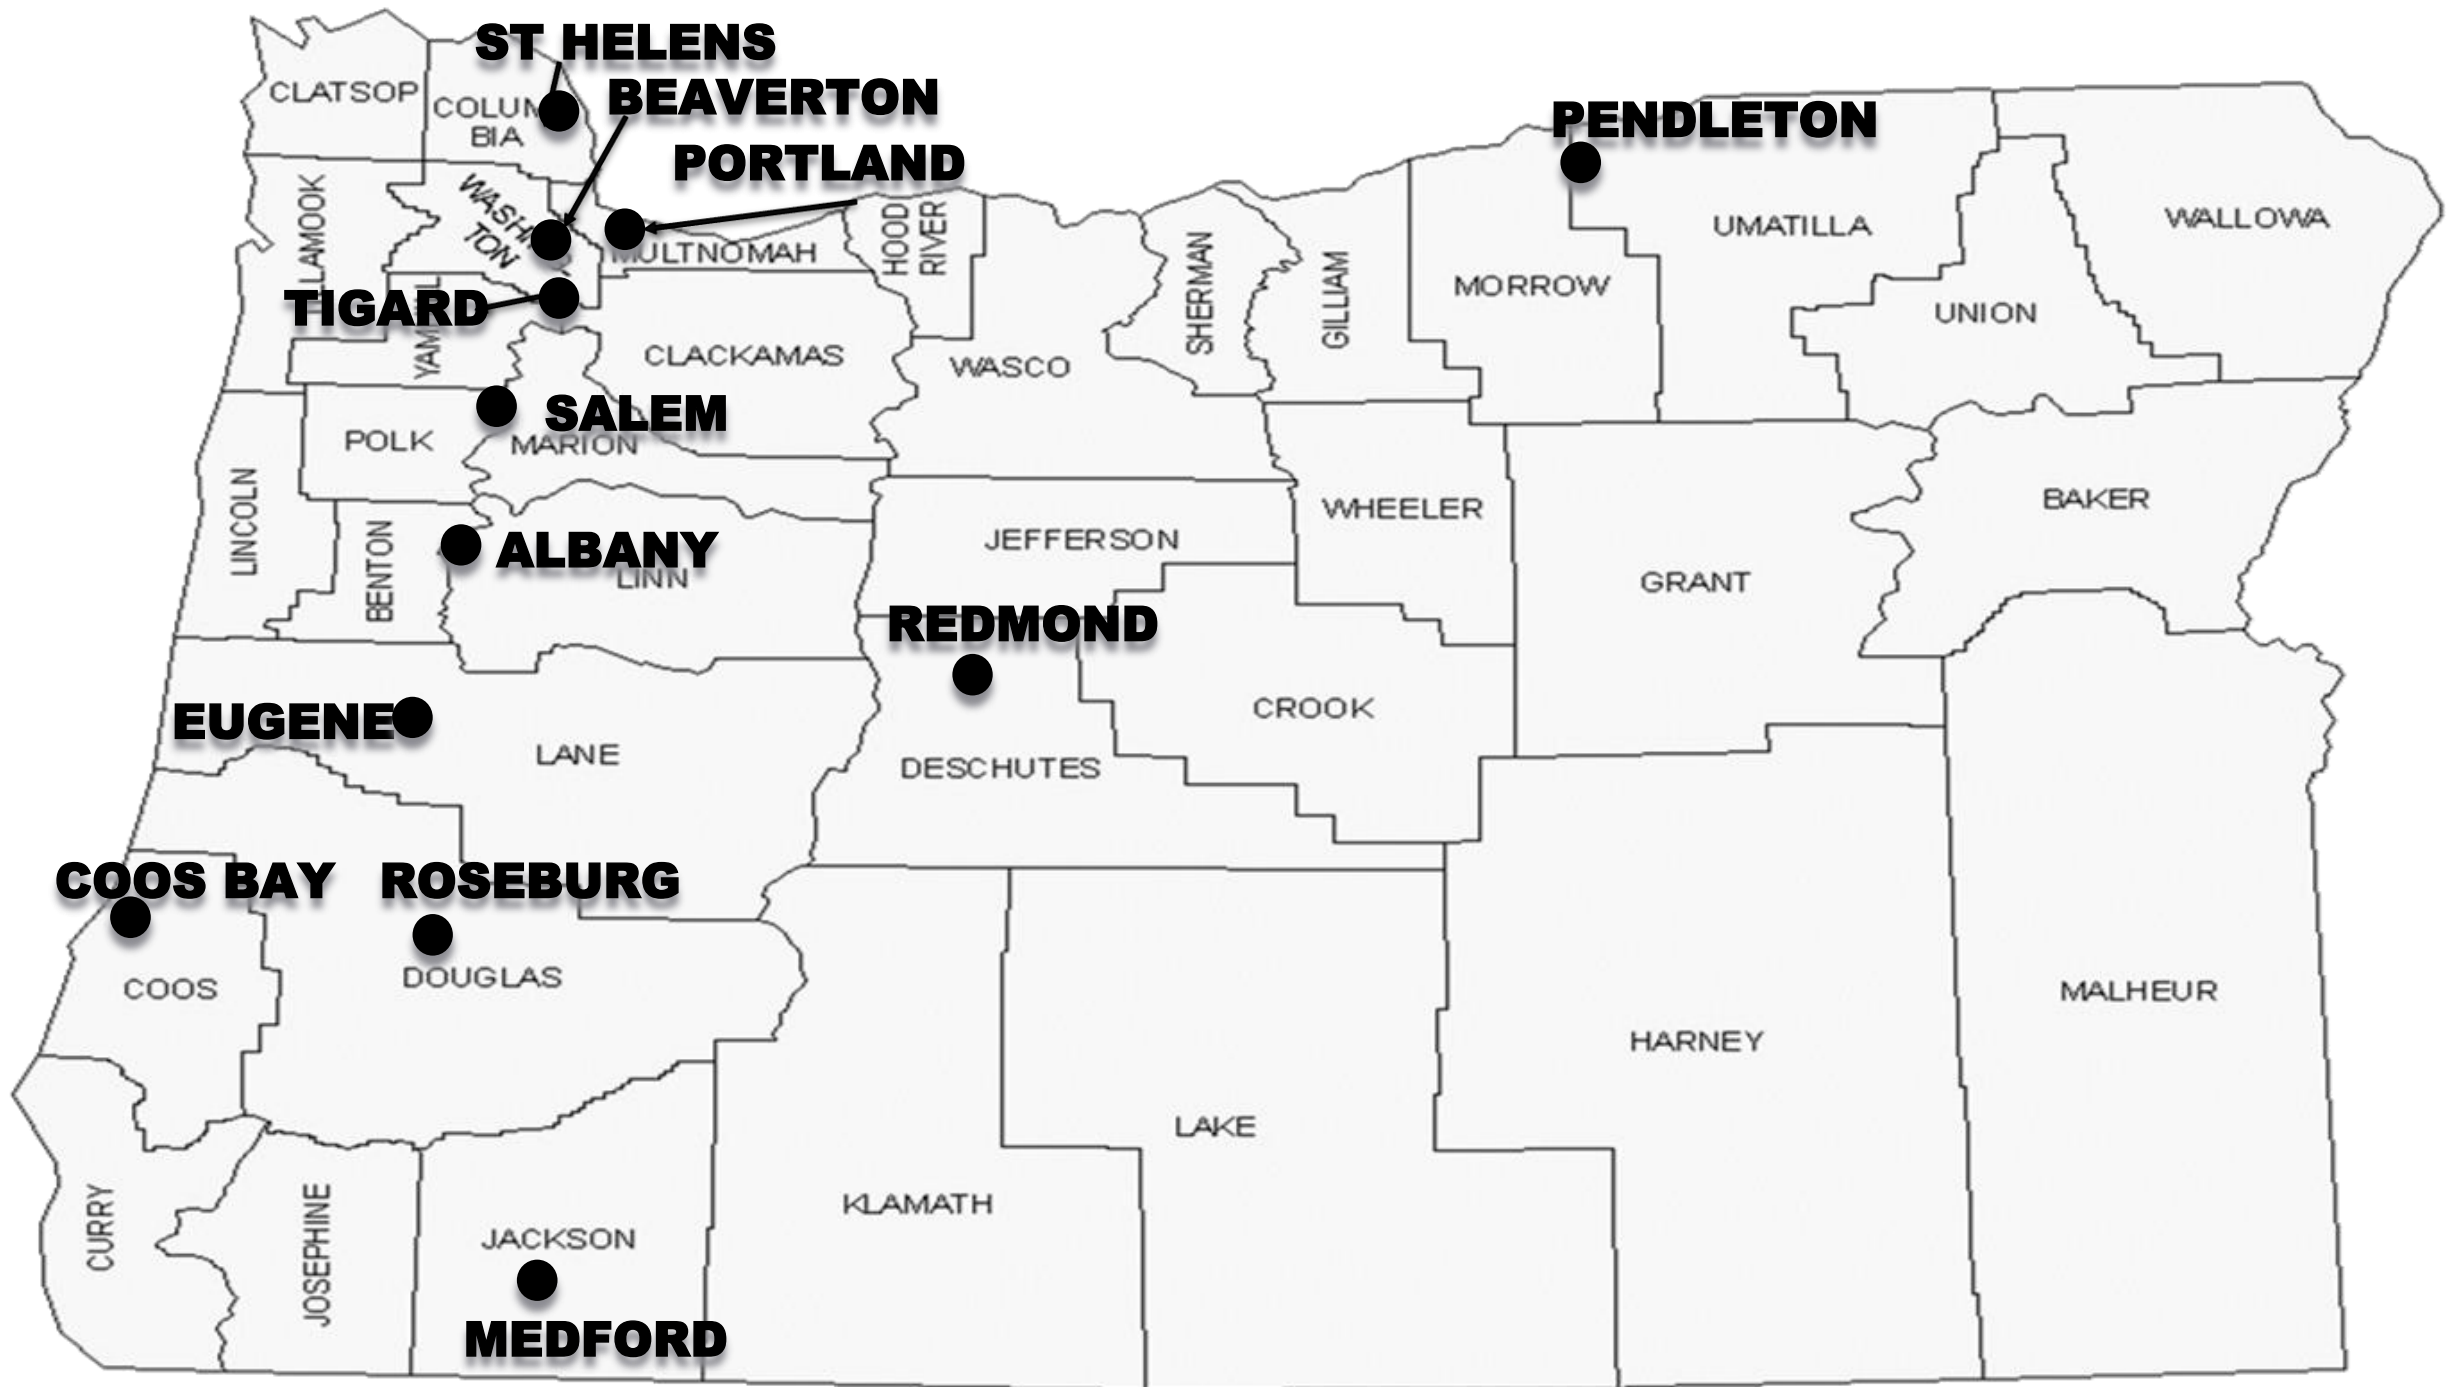 ST HELENS
BEAVERTON
PORTLAND
PENDLETON
CLATSOP
COLUM
BIA
WASHI
TON
TILLAMOOK
MULTNOMAH
HOOD
RIVER
SHERMAN
GILLIAM
MORROW
UMATILLA
UNION
WALLOWA
TIGARD
YAMHILL
CLACKAMAS
WASCO
SALEM
POLK
MARION
LINCOLN
BENTON
ALBANY
LINN
JEFFERSON
WHEELER
GRANT
BAKER
REDMOND
EUGENE
LANE
DESCHUTES
CROOK
COOS BAY
ROSEBURG
COOS
DOUGLAS
HARNEY
MALHEUR
LAKE
KLAMATH
CURRY
JOSEPHINE
JACKSON
MEDFORD